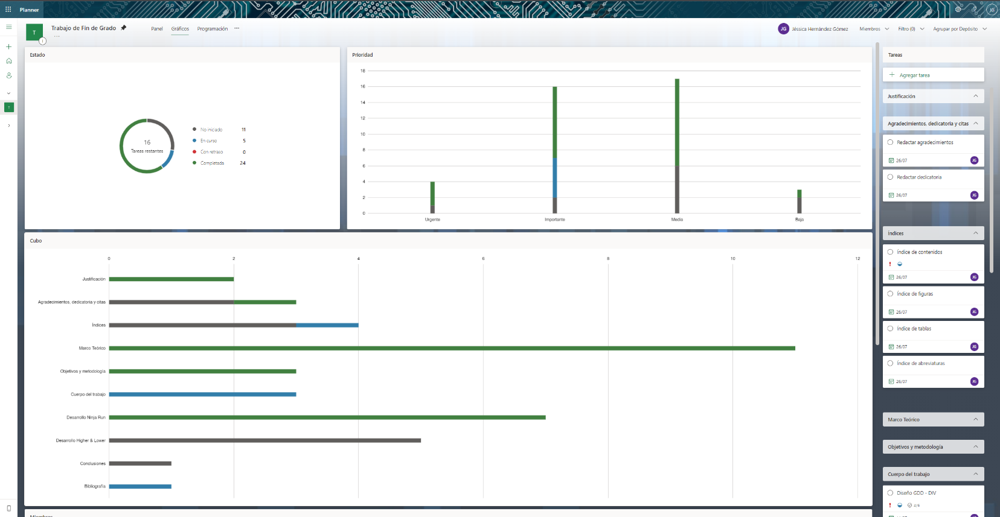 Planner
JG
T
Trabajo de Fin de Grado
Panel
Gráficos
Programación
JG
Jéssica Hernández Gómez
Miembros
Filtro (0)
Agrupar por Depósito
Estado
16
Tareas restantes
No iniciado 11
En curso 5
Con retraso 0
Completada 24
Prioridad
18
16
14
12
10
8
6
4
2
0
Urgente
Importante
Media
Baja
Cubo
0 2 4 6 8 10 12
Justificación
Agradecimientos, dedicatoria y citas
Índices
Marco Teórico
Objetivos y metodología
Cuerpo del trabajo
Desarrollo Ninja Run
Desarrollo Higher & Lower
Conclusiones
Bibliografía
Miembros
Tareas
Agregar tarea
Justificación
Agradecimientos, dedicatoria y citas
Redactar agradecimientos
26/07 JG
Redactar dedicatoria
26/07 JG
Índices
Índice de contenidos
26/07 JG
Índice de figuras
26/07 JG
Índice de tablas
26/07 JG
Índice de abreviaturas
26/07 JG
Marco Teórico
Objetivos y metodología
Cuerpo del trabajo
Diseño GDD - DIV
4/6